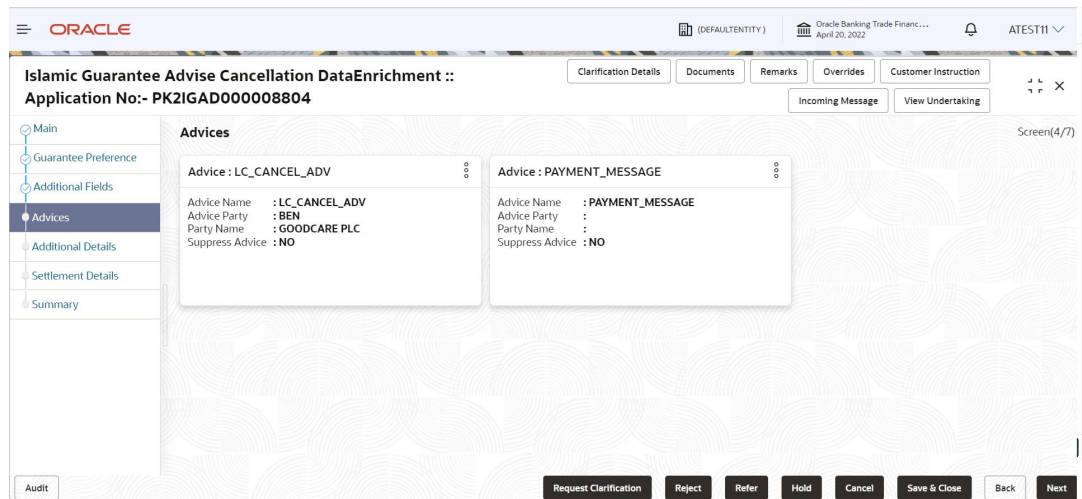 ORACLE
(DEFAULTENTITY)
Oracle Banking Trade Financ...
April 20, 2022
ATEST11
Islamic Guarantee Advise Cancellation DataEnrichment ::
Application No:- PK2IGAD000008804
Clarification Details
Documents
Remarks
Overrides
Customer Instruction
Incoming Message
View Undertaking
Main
Guarantee Preference
Additional Fields
Advices
Additional Details
Settlement Details
Summary
Advices
Screen(4/7)
Advice : LC_CANCEL_ADV
Advice Name : LC_CANCEL_ADV
Advice Party : BEN
Party Name : GOODCARE PLC
Suppress Advice : NO
Advice : PAYMENT_MESSAGE
Advice Name : PAYMENT_MESSAGE
Advice Party :
Party Name :
Suppress Advice : NO
Audit
Request Clarification
Reject
Refer
Hold
Cancel
Save & Close
Back
Next